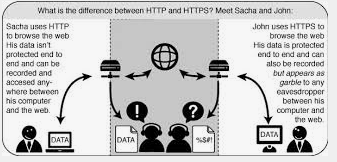 What is the difference between HTTP and HTTPS? Meet Sacha and John:
Sacha uses HTTP
to browse the web
His data isn't
protected end to
end and can be
recorded and
accesed any-
where between
his computer
and the web.
John uses HTTPS to
browse the web
His data is protected
end to end and can
also be recorded
but appears as
garble to any
eavesdropper
between his
computer and
the web.
!
?
DATA
DATA
%$#!
DATA